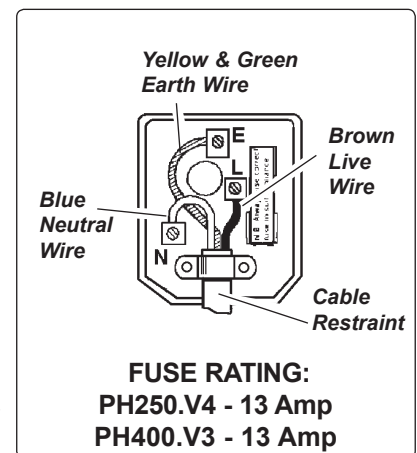 Yellow & Green
Earth Wire
E
Brown
Live
Wire
L
Blue
Neutral
Wire
N
Cable
Restraint
FUSE RATING:
PH250.V4 - 13 Amp
PH400.V3 - 13 Amp